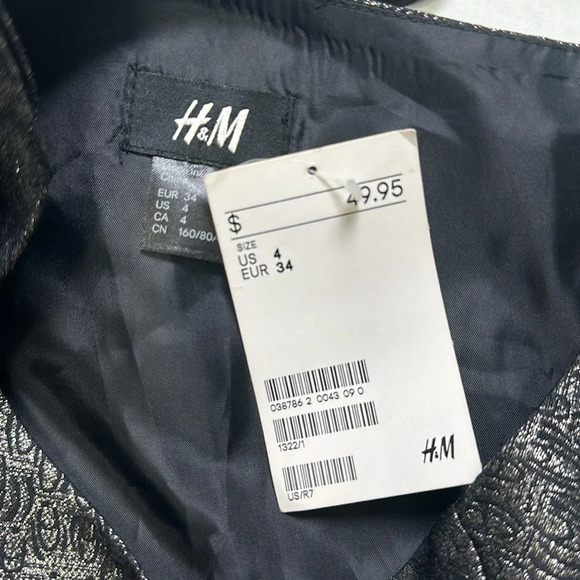 H&M
EUR 34
US 4
CA 4
CN 160/80A
$ 49.95
SIZE
US 4
EUR 34
038786 2 0043 09 0
1322/1
H&M
US/R7